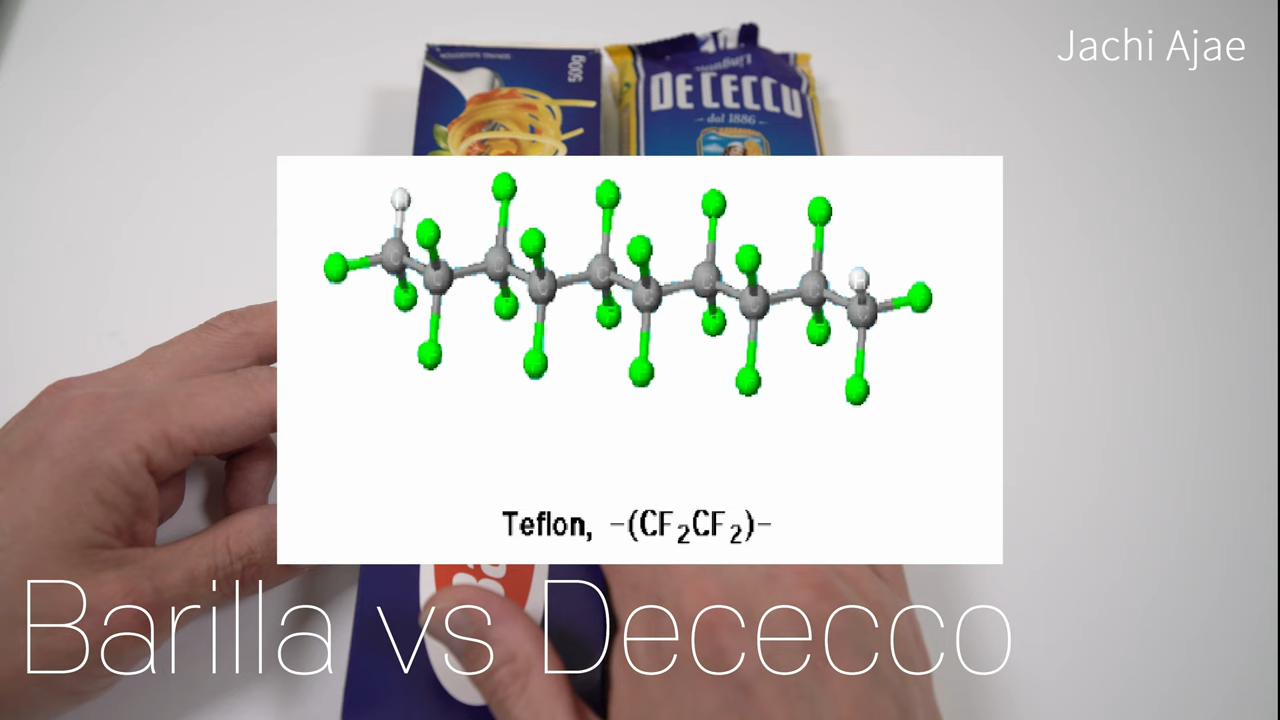 Jachi Ajae
500g
DE CECCO
dal 1886
Teflon, -(CF₂CF₂)-
Barilla vs Dececco